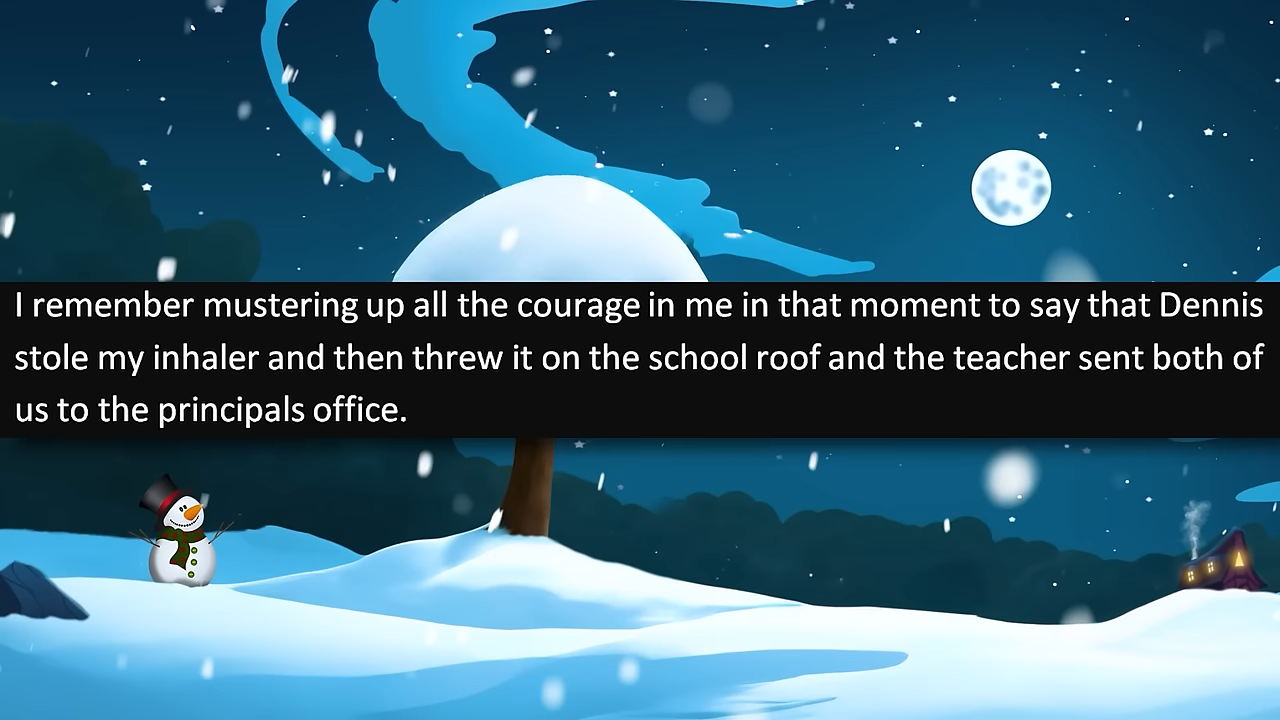 I remember mustering up all the courage in me in that moment to say that Dennis
stole my inhaler and then threw it on the school roof and the teacher sent both of
us to the principals office.